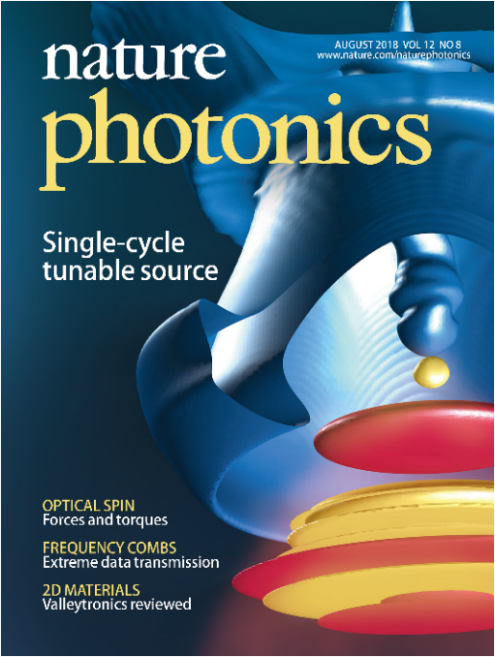 nature
AUGUST 2018 VOL 12 NO 8
www.nature.com/naturephotonics
photonics
Single-cycle
tunable source
OPTICAL SPIN
Forces and torques
FREQUENCY COMBS
Extreme data transmission
2D MATERIALS
Valleytronics reviewed